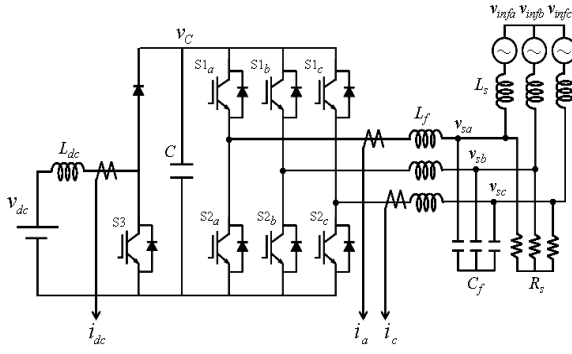 v_infa v_infb v_infc
v_C
S1_a S1_b S1_c
L_s
L_f
v_sa
v_sb
v_sc
L_dc
C
v_dc
S3
S2_a S2_b S2_c
C_f R_s
i_dc i_a i_c